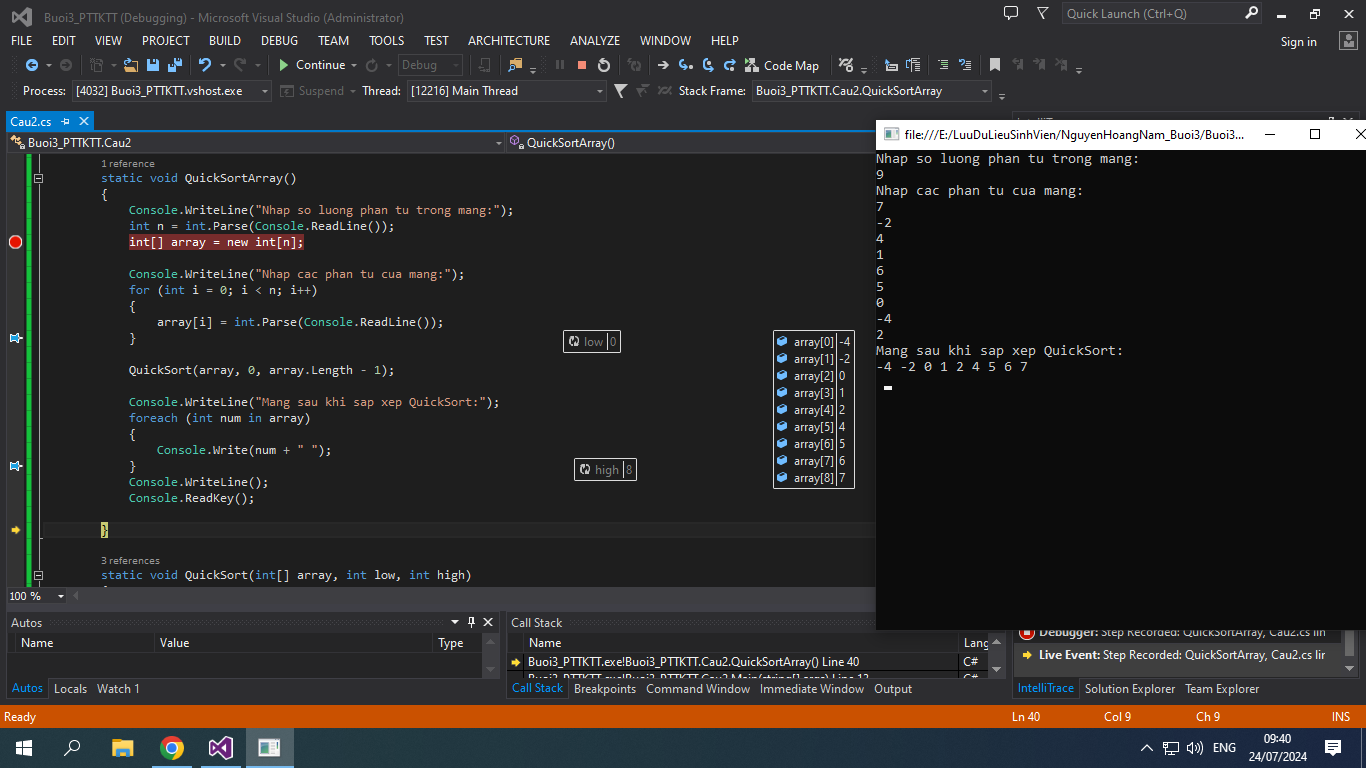 Buoi3_PTTKTT (Debugging) - Microsoft Visual Studio (Administrator)
Quick Launch (Ctrl+Q)
FILE EDIT VIEW PROJECT BUILD DEBUG TEAM TOOLS TEST ARCHITECTURE ANALYZE WINDOW HELP
Sign in
Continue Debug Code Map
Process: [4032] Buoi3_PTTKTT.vshost.exe Suspend Thread: [12216] Main Thread Stack Frame: Buoi3_PTTKTT.Cau2.QuickSortArray
Cau2.cs
Buoi3_PTTKTT.Cau2 QuickSortArray()
1 reference
static void QuickSortArray()
{
Console.WriteLine("Nhap so luong phan tu trong mang:");
int n = int.Parse(Console.ReadLine());
int[] array = new int[n];
Console.WriteLine("Nhap cac phan tu cua mang:");
for (int i = 0; i < n; i++)
{
array[i] = int.Parse(Console.ReadLine());
}
QuickSort(array, 0, array.Length - 1);
Console.WriteLine("Mang sau khi sap xep QuickSort:");
foreach (int num in array)
{
Console.Write(num + " ");
}
Console.WriteLine();
Console.ReadKey();
}
3 references
static void QuickSort(int[] array, int low, int high)
low 0
high 8
array[0] -4
array[1] -2
array[2] 0
array[3] 1
array[4] 2
array[5] 4
array[6] 5
array[7] 6
array[8] 7
file:///E:/LuuDuLieuSinhVien/NguyenHoangNam_Buoi3/Buoi3...
Nhap so luong phan tu trong mang:
9
Nhap cac phan tu cua mang:
7
-2
4
1
6
5
0
-4
2
Mang sau khi sap xep QuickSort:
-4 -2 0 1 2 4 5 6 7
100 %
Autos
Name Value Type
Autos Locals Watch 1
Call Stack
Name Lang
Buoi3_PTTKTT.exe!Buoi3_PTTKTT.Cau2.QuickSortArray() Line 40 C#
Buoi3_PTTKTT.exe!Buoi3_PTTKTT.Cau2.Main(string[] args) Line 13 C#
Call Stack Breakpoints Command Window Immediate Window Output
Debugger: Step Recorded: QuickSortArray, Cau2.cs lin
Live Event: Step Recorded: QuickSortArray, Cau2.cs lir
IntelliTrace Solution Explorer Team Explorer
Ready Ln 40 Col 9 Ch 9 INS
ENG
09:40
24/07/2024